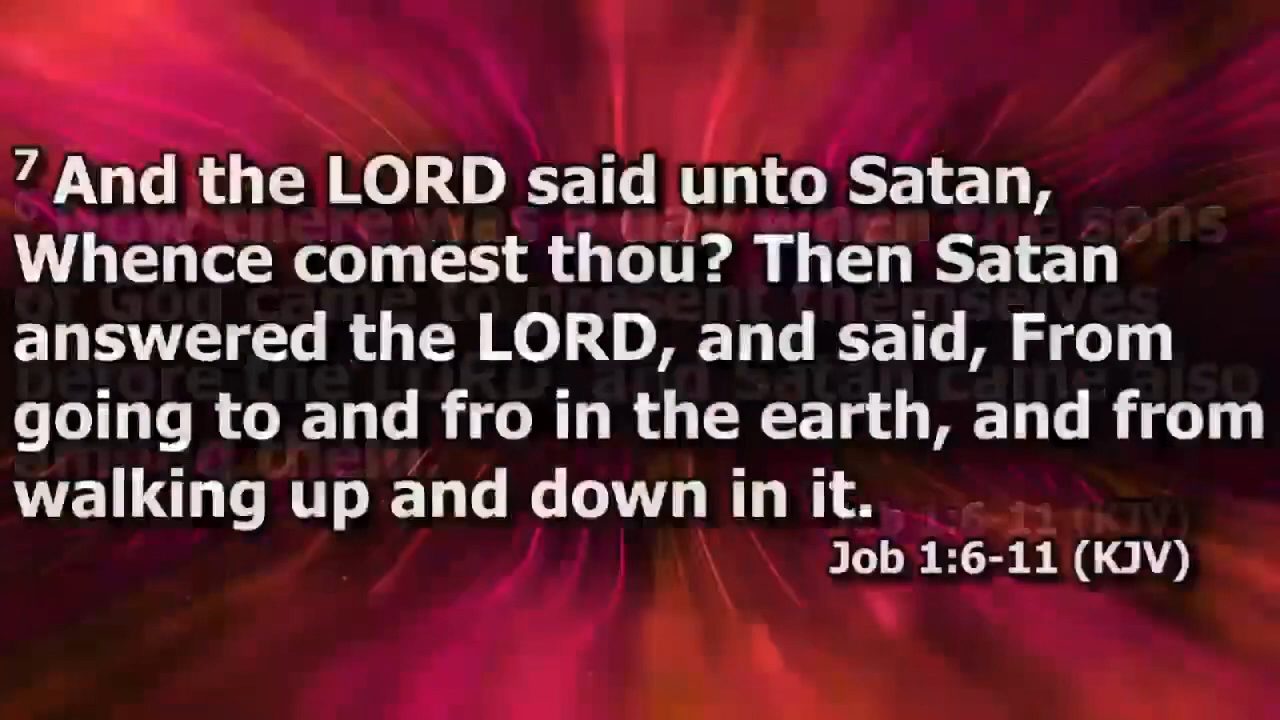 7 And the LORD said unto Satan,
Whence comest thou? Then Satan
answered the LORD, and said, From
going to and fro in the earth, and from
walking up and down in it.
Job 1:6-11 (KJV)